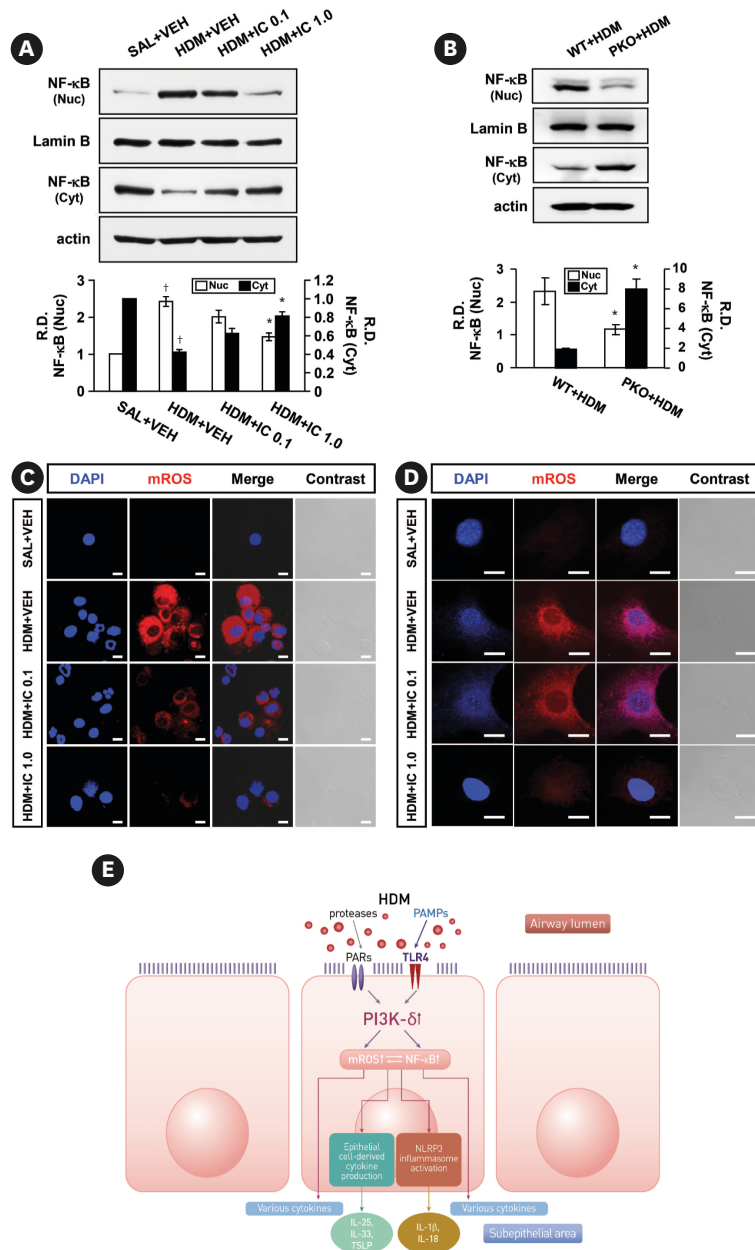 A
SAL+VEH
HDM+VEH
HDM+IC 0.1
HDM+IC 1.0
NF-κB
(Nuc)
Lamin B
NF-κB
(Cyt)
actin
Nuc
Cyt
R.D.
NF-κB (Nuc)
3
2
1
0
†
†
*
*
1.2
1.0
0.8
0.6
0.4
0.2
0
R.D.
NF-κB (Cyt)
SAL+VEH
HDM+VEH
HDM+IC 0.1
HDM+IC 1.0
B
WT+HDM
PKO+HDM
NF-κB
(Nuc)
Lamin B
NF-κB
(Cyt)
actin
Nuc
Cyt
R.D.
NF-κB (Nuc)
3
2
1
0
*
*
10
8
6
4
2
0
R.D.
NF-κB (Cyt)
WT+HDM
PKO+HDM
C
DAPI
mROS
Merge
Contrast
SAL+VEH
HDM+VEH
HDM+IC 0.1
HDM+IC 1.0
D
DAPI
mROS
Merge
Contrast
SAL+VEH
HDM+VEH
HDM+IC 0.1
HDM+IC 1.0
E
HDM
proteases
PAMPs
Airway lumen
PARs
TLR4
PI3K-δ↑
mROS↑ ⇌ NF-κB↑
Epithelial
cell-derived
cytokine
production
NLRP3
inflammasome
activation
Various cytokines
Various cytokines
IL-25,
IL-33,
TSLP
IL-1β,
IL-18
Subepithelial area